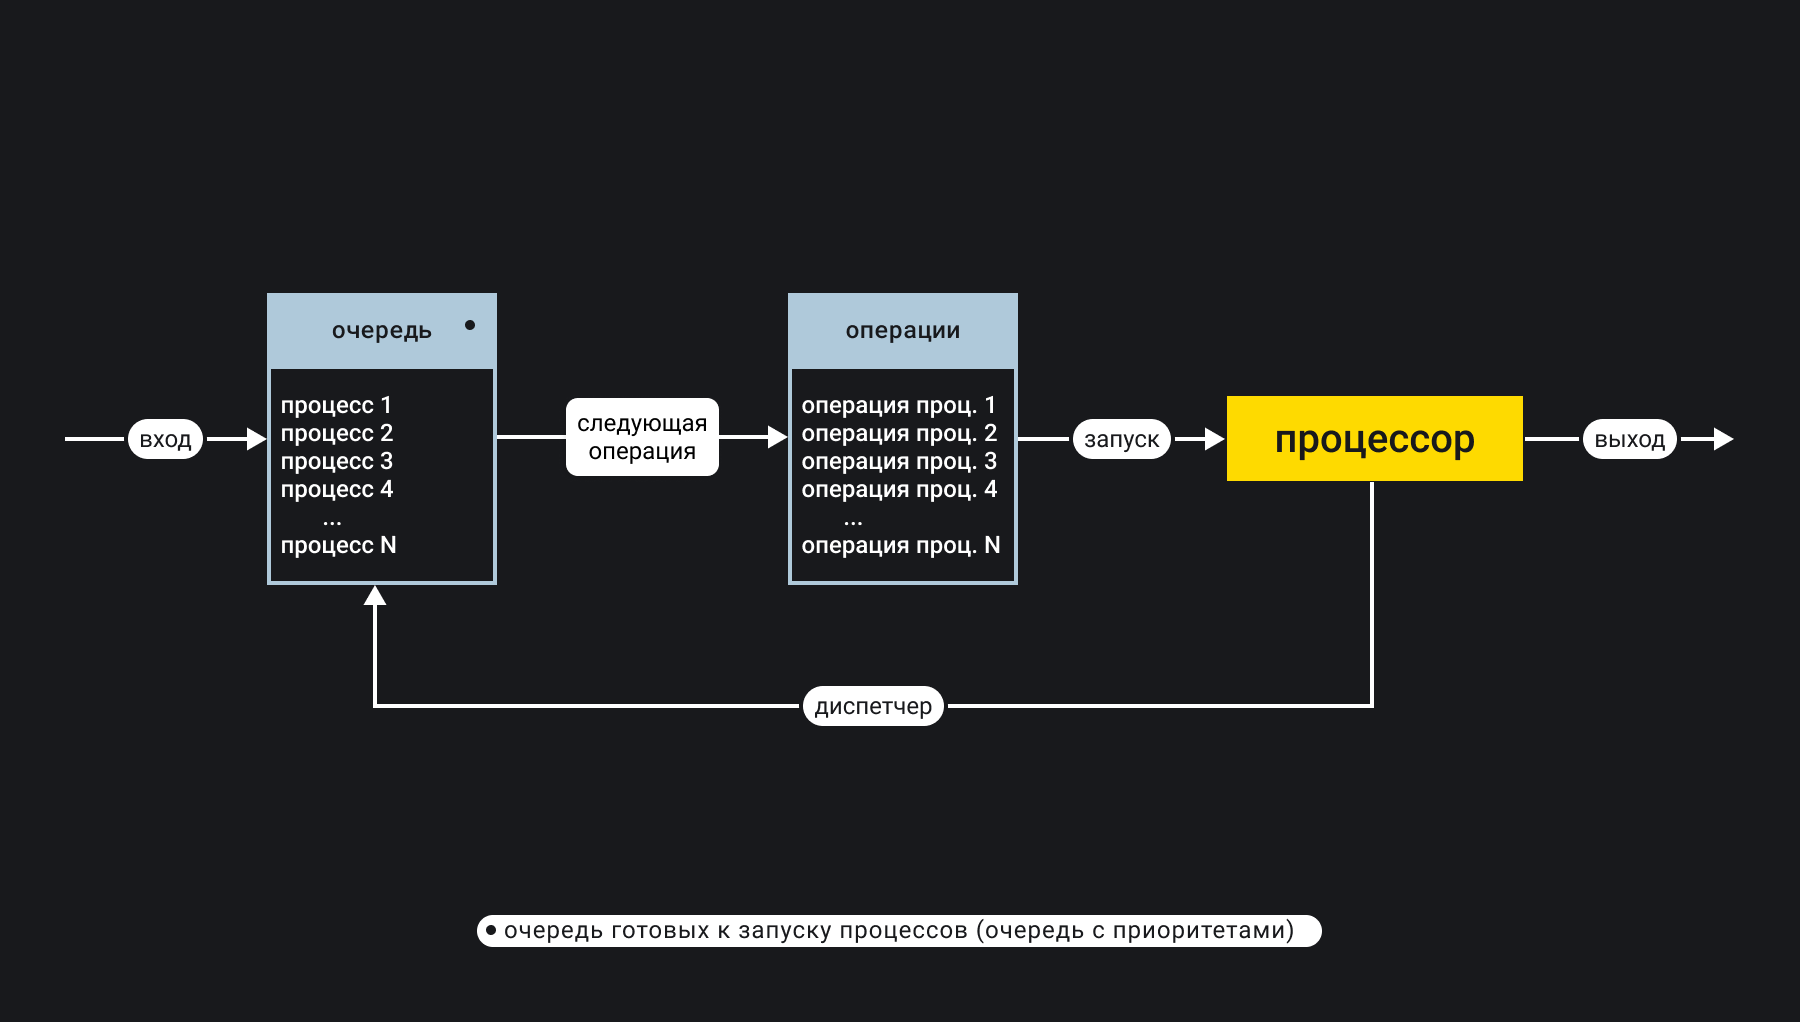 очередь •
операции
процесс 1
процесс 2
процесс 3
процесс 4
...
процесс N
вход
следующая
операция
операция проц. 1
операция проц. 2
операция проц. 3
операция проц. 4
...
операция проц. N
запуск
процессор
выход
диспетчер
• очередь готовых к запуску процессов (очередь с приоритетами)